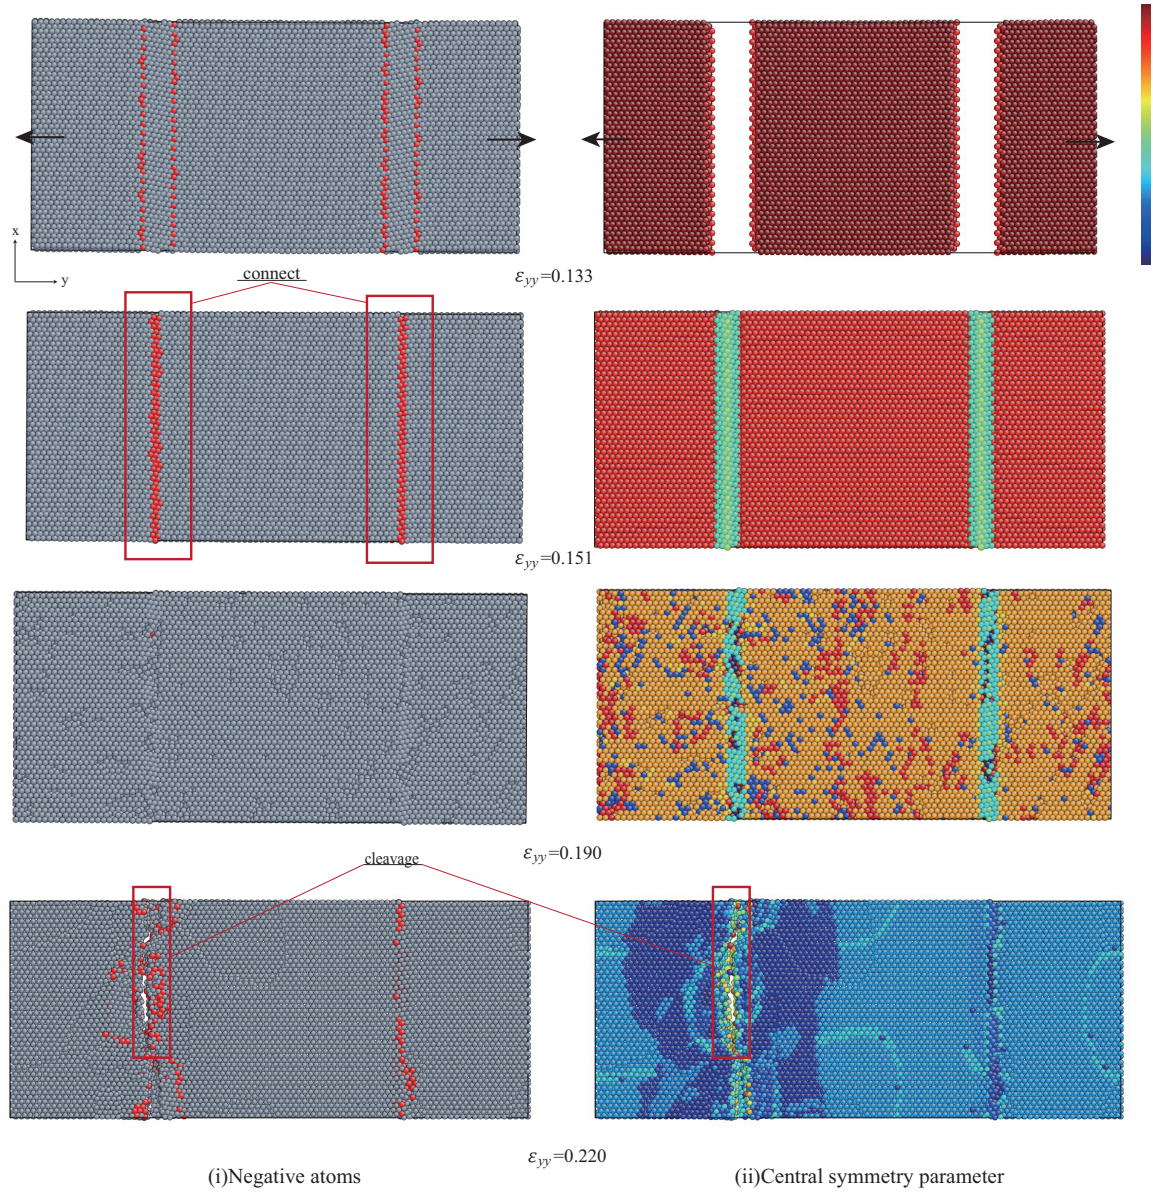 x
y
connect
εyy=0.133
εyy=0.151
εyy=0.190
cleavage
εyy=0.220
(i)Negative atoms
(ii)Central symmetry parameter